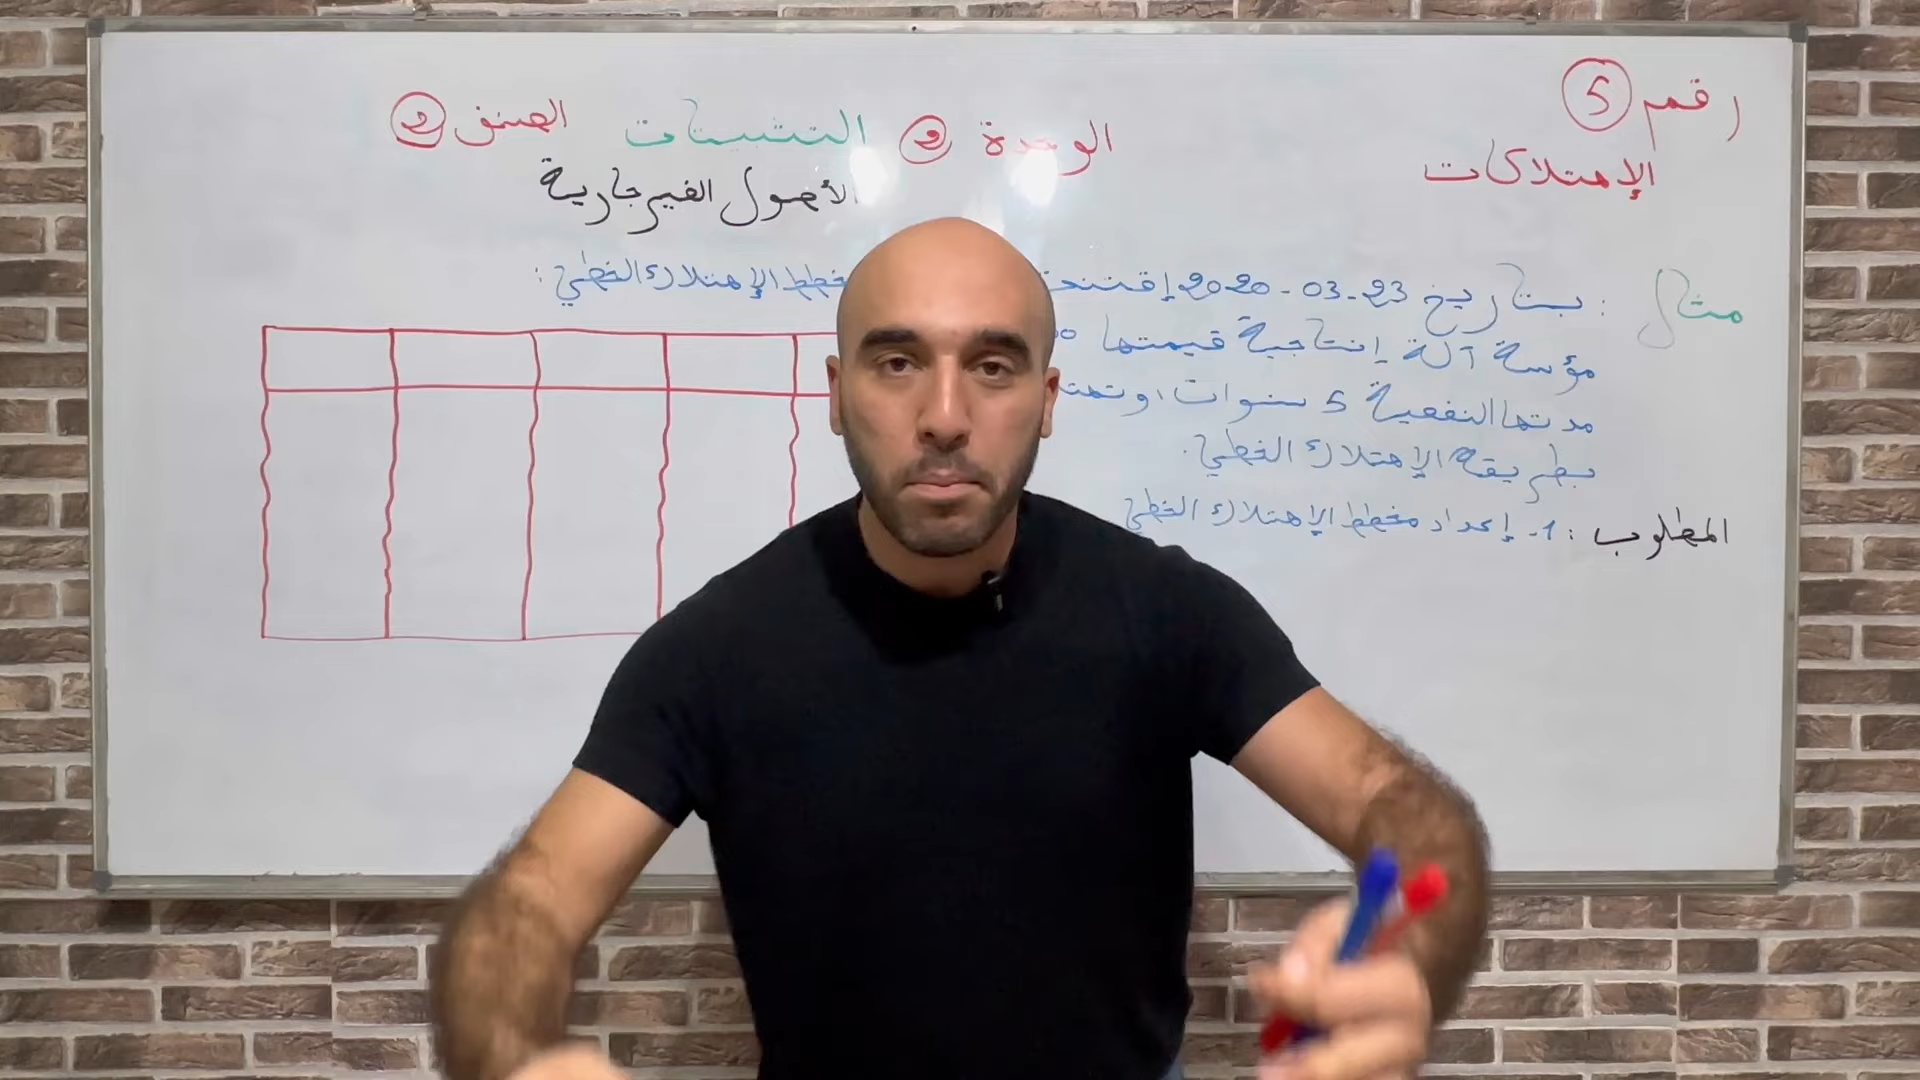 رقم 5
الإهتلاكات
الوحدة 2 التثبيتات الصنف 2
الأصول الغير جارية
مثال : بتاريخ 23-03-2020 إقتنت
مؤسسة آلة إنتاجية قيمتها
مدتها النفعية 5 سنوات،
بطريقة الإهتلاك الخطي.
المطلوب : 1- إعداد مخطط الإهتلاك الخطي
مخطط الإهتلاك الخطي :